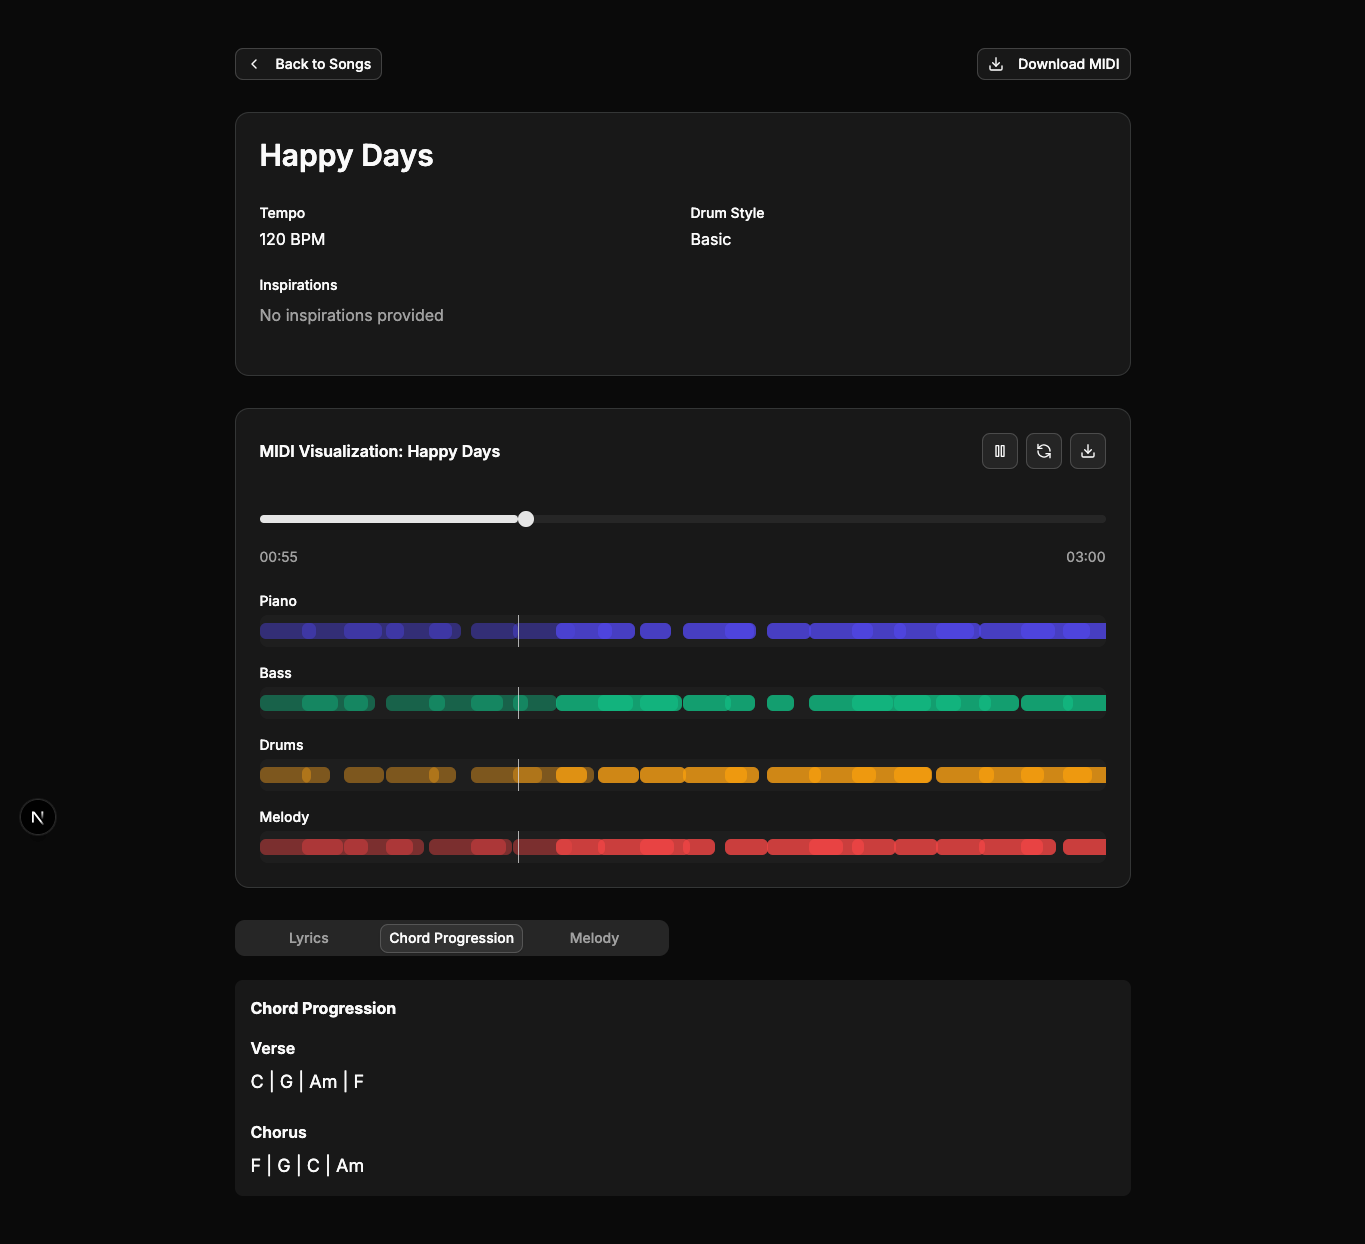 Back to Songs
Download MIDI
Happy Days
Tempo
Drum Style
120 BPM
Basic
Inspirations
No inspirations provided
MIDI Visualization: Happy Days
00:55
03:00
Piano
Bass
Drums
Melody
N
Lyrics
Chord Progression
Melody
Chord Progression
Verse
C | G | Am | F
Chorus
F | G | C | Am